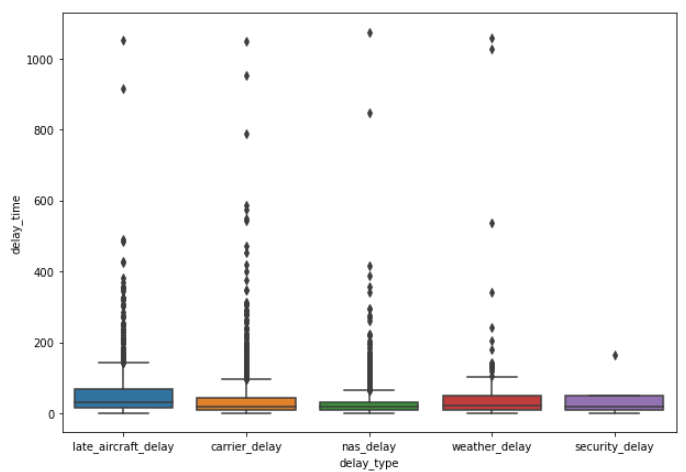 1000
800
600
400
200
0
delay_time
late_aircraft_delay carrier_delay nas_delay weather_delay security_delay
delay_type